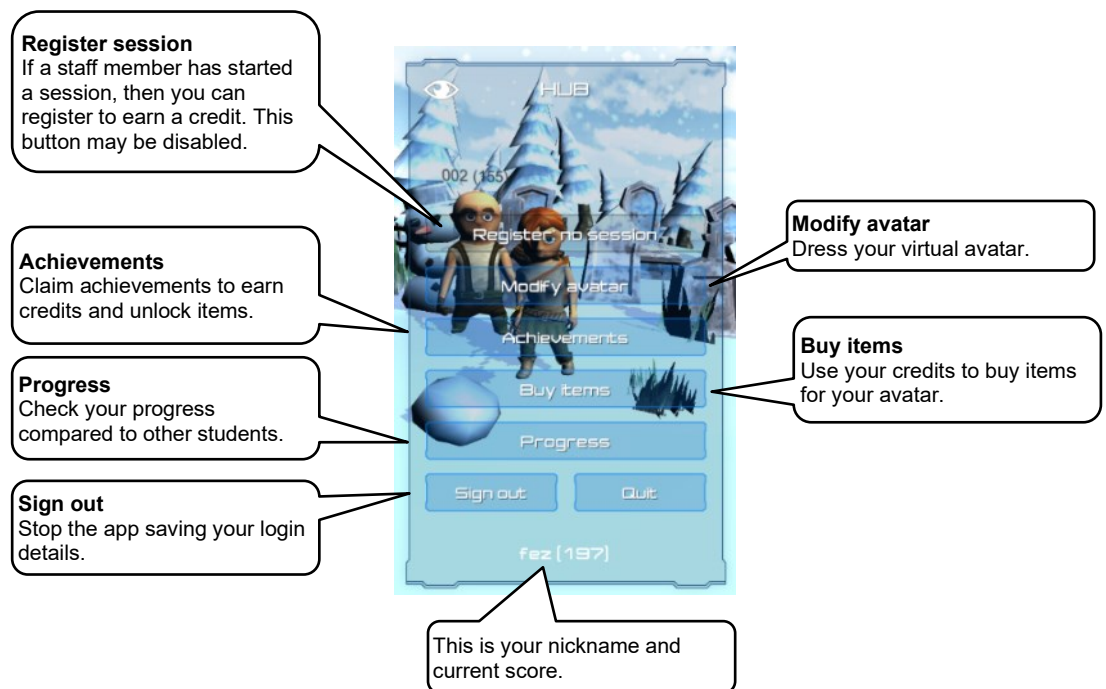 Register session
If a staff member has started
a session, then you can
register to earn a credit. This
button may be disabled.
Achievements
Claim achievements to earn
credits and unlock items.
Progress
Check your progress
compared to other students.
Sign out
Stop the app saving your login
details.
HUB
002 (155)
Register no session
Modify avatar
Achievements
Buy items
Progress
Sign out
Quit
fez (197)
Modify avatar
Dress your virtual avatar.
Buy items
Use your credits to buy items
for your avatar.
This is your nickname and
current score.